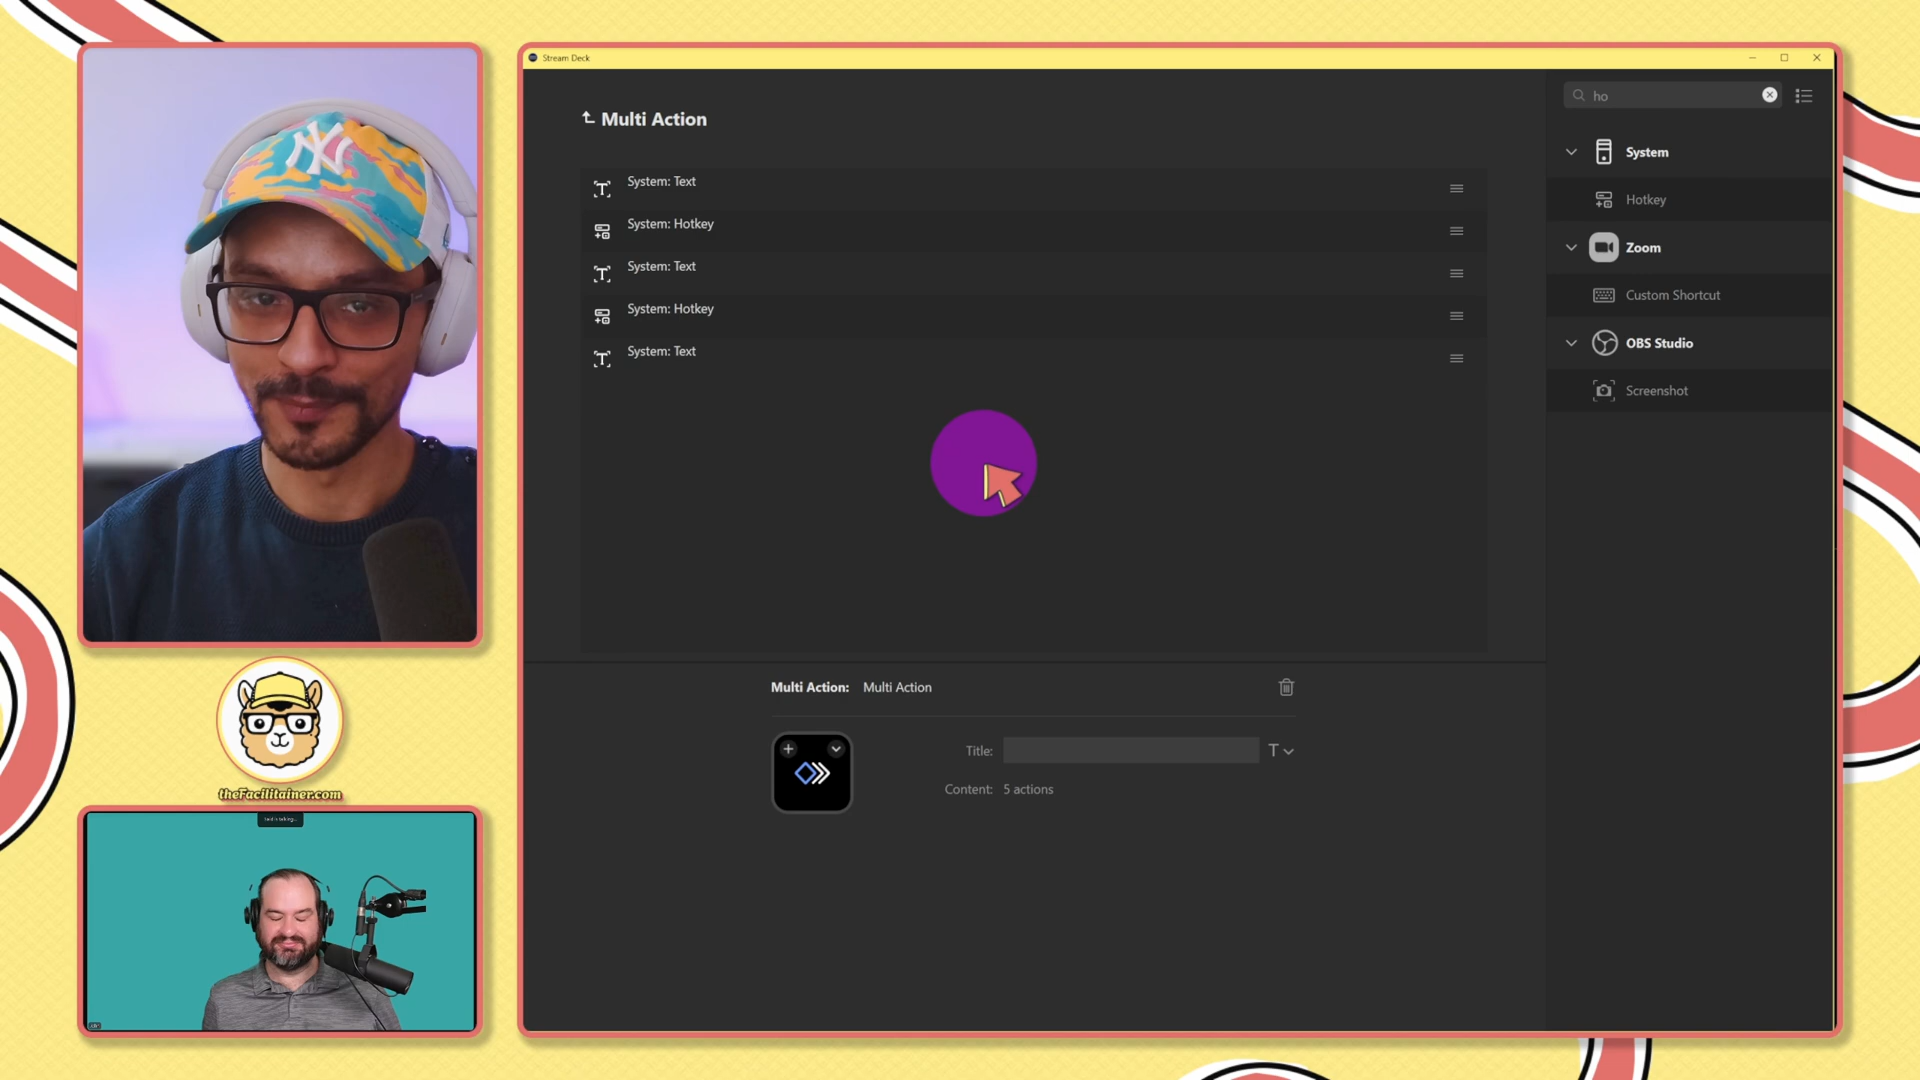 Stream Deck
Multi Action
System: Text
System: Hotkey
System: Text
System: Hotkey
System: Text
ho
System
Hotkey
Zoom
Custom Shortcut
OBS Studio
Screenshot
Multi Action: Multi Action
Title:
T
Content: 5 actions
NY
theFacilitainer.com